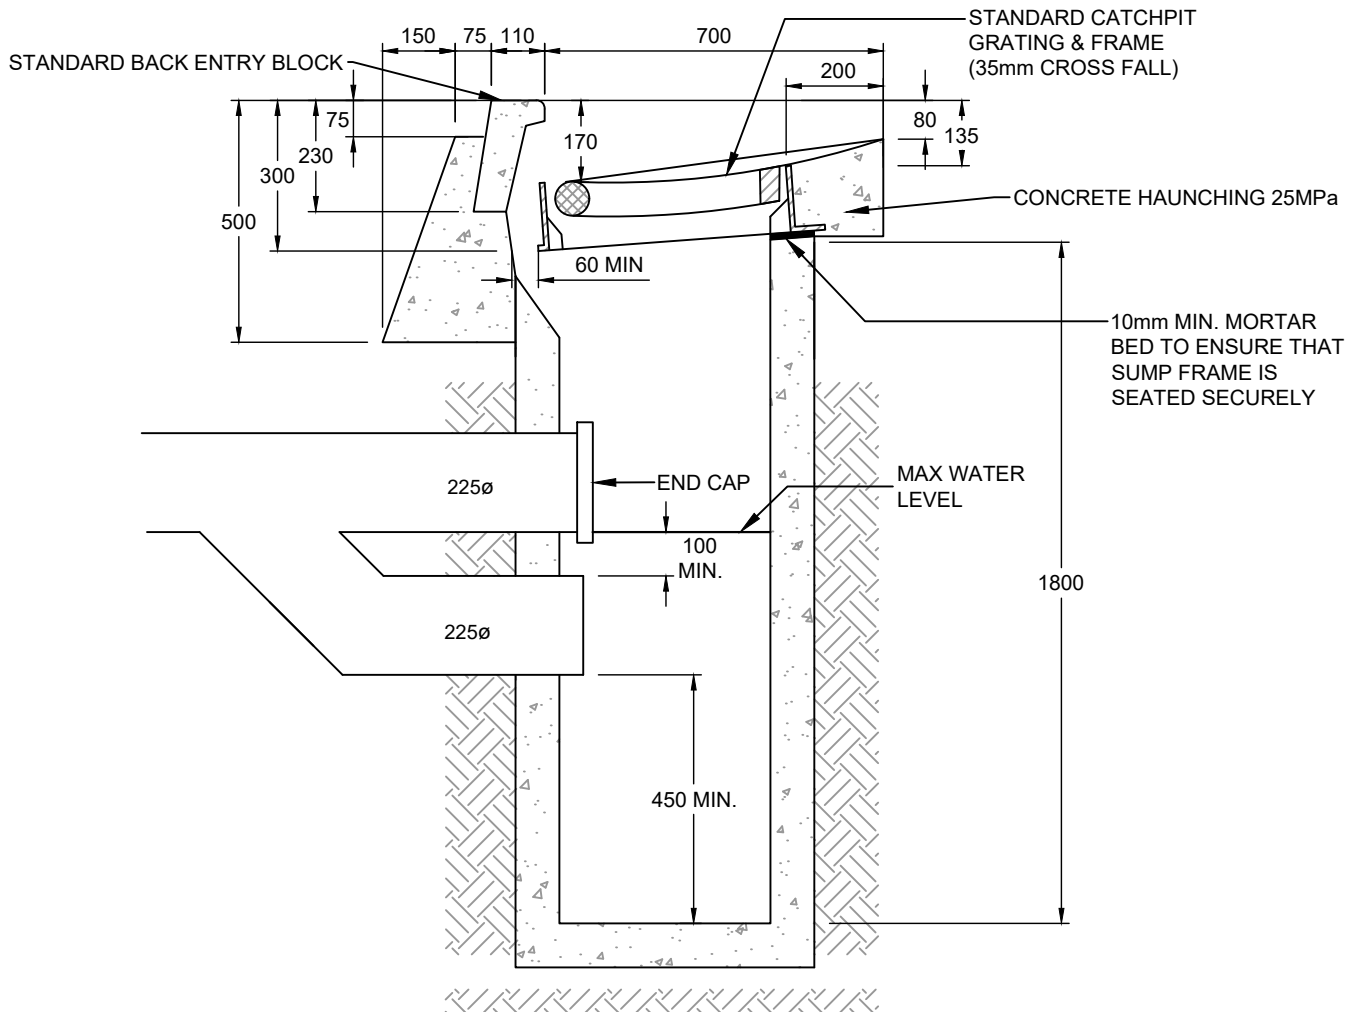 150
75
110
700
STANDARD CATCHPIT
GRATING & FRAME
(35mm CROSS FALL)
STANDARD BACK ENTRY BLOCK
200
75
230
300
500
170
80
135
CONCRETE HAUNCHING 25MPa
60 MIN
10mm MIN. MORTAR
BED TO ENSURE THAT
SUMP FRAME IS
SEATED SECURELY
225ø
END CAP
MAX WATER
LEVEL
100
MIN.
1800
225ø
450 MIN.